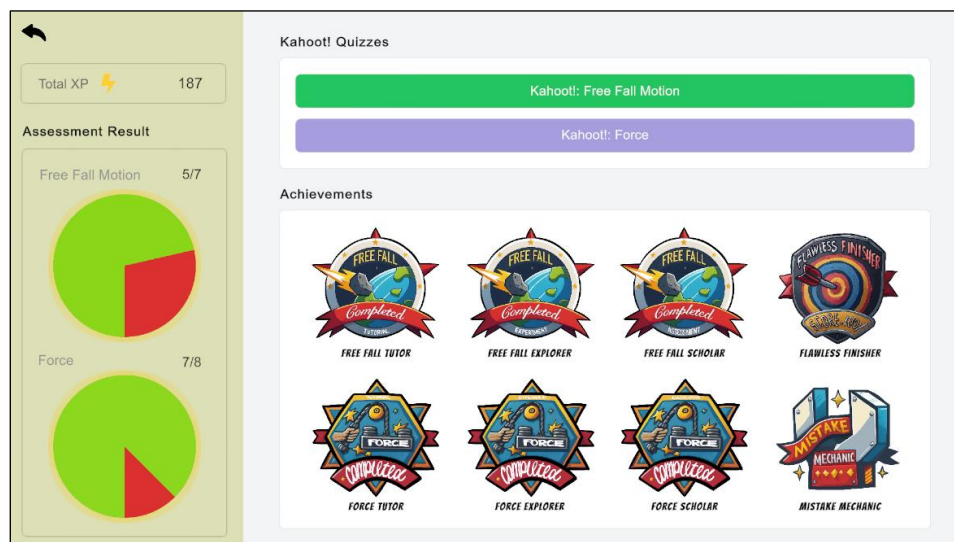 Total XP 187
Assessment Result
Free Fall Motion 5/7
Force 7/8
Kahoot! Quizzes
Kahoot!: Free Fall Motion
Kahoot!: Force
Achievements
FREE FALL
Completed
TUTORIAL
FREE FALL TUTOR
FREE FALL
Completed
EXPERIMENT
FREE FALL EXPLORER
FREE FALL
Completed
ASSESSMENT
FREE FALL SCHOLAR
FLAWLESS FINISHER
FLAWLESS FINISHER
FORCE
COMPLETED
FORCE TUTOR
FORCE
COMPLETED
FORCE EXPLORER
FORCE
COMPLETED
FORCE SCHOLAR
MISTAKE
MECHANIC
MISTAKE MECHANIC